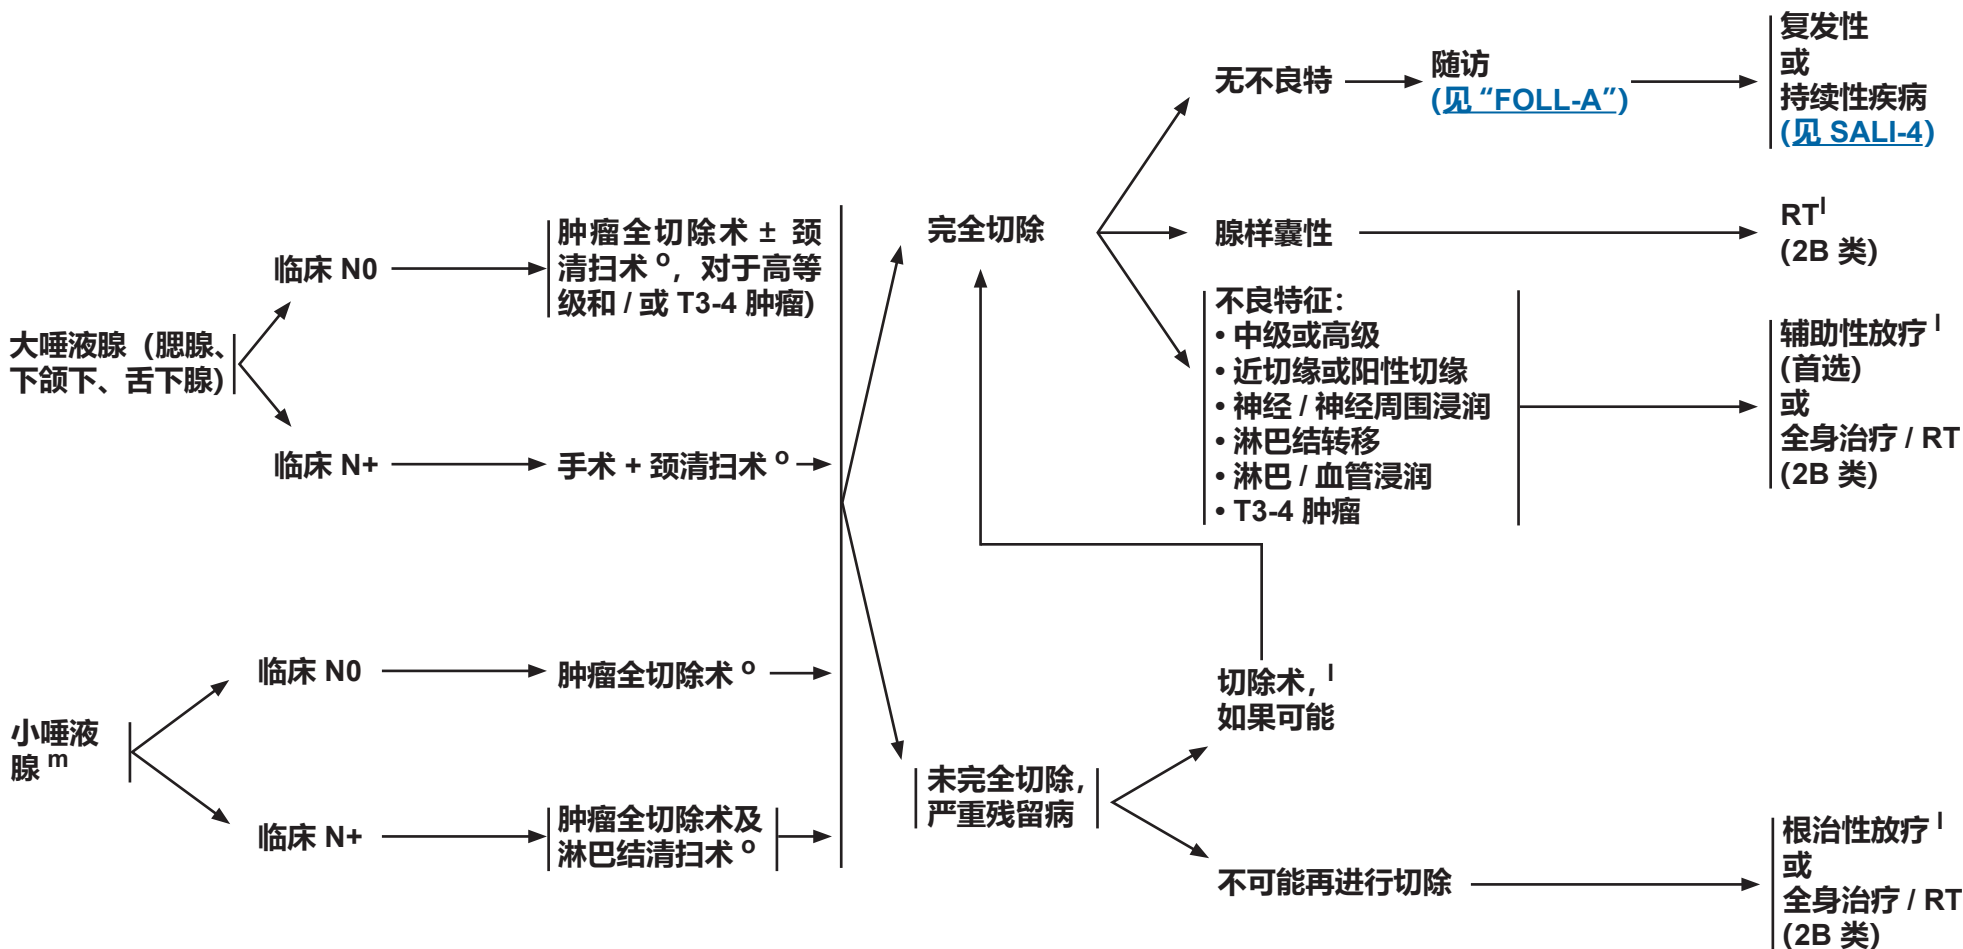 大唾液腺（腮腺、
下颌下、舌下腺)
临床 N0
肿瘤全切除术 ± 颈
清扫术 o，对于高等
级和 / 或 T3-4 肿瘤)
临床 N+
手术 + 颈清扫术 o
小唾液
腺 m
临床 N0
肿瘤全切除术 o
临床 N+
肿瘤全切除术及
淋巴结清扫术 o
完全切除
无不良特
随访
(见 “FOLL-A”)
复发性
或
持续性疾病
(见 SALI-4)
腺样囊性
RT l
(2B 类)
不良特征：
• 中级或高级
• 近切缘或阳性切缘
• 神经 / 神经周围浸润
• 淋巴结转移
• 淋巴 / 血管浸润
• T3-4 肿瘤
辅助性放疗 l
(首选)
或
全身治疗 / RT
(2B 类)
未完全切除，
严重残留病
切除术， l
如果可能
不可能再进行切除
根治性放疗 l
或
全身治疗 / RT
(2B 类)